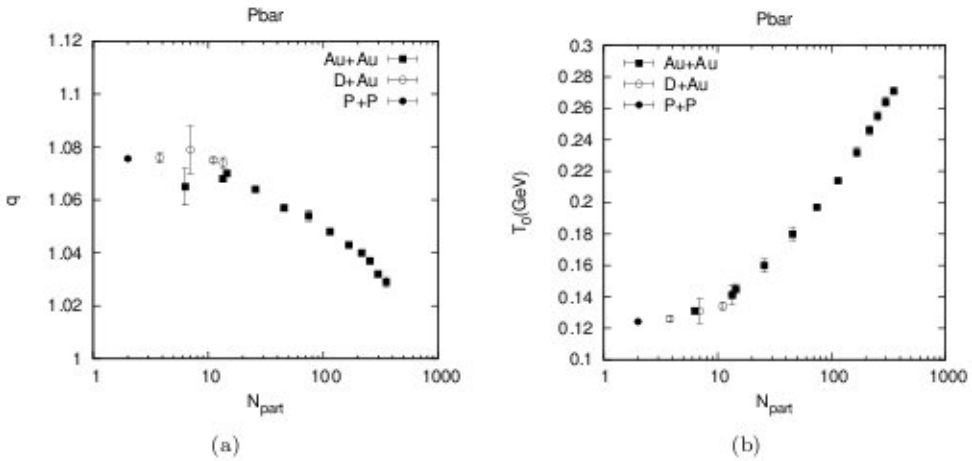 Pbar
1.12
1.1
1.08
1.06
1.04
1.02
1
q
1
10
100
1000
N_part
Au+Au
D+Au
P+P
(a)
Pbar
0.3
0.28
0.26
0.24
0.22
0.2
0.18
0.16
0.14
0.12
0.1
T_0(GeV)
1
10
100
1000
N_part
Au+Au
D+Au
P+P
(b)